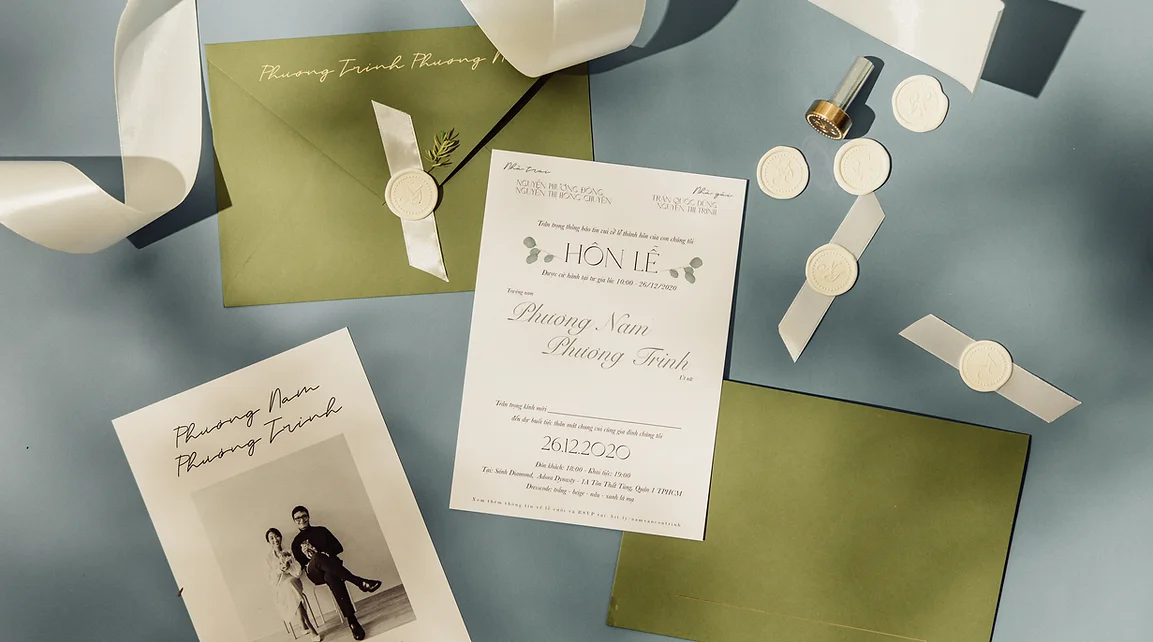 Phương Trinh Phương N
Nhà trai
NGUYỄN PHƯƠNG ĐÔNG
NGUYỄN THỊ HỒNG CHUYÊN
Nhà gái
TRẦN QUỐC DŨNG
NGUYỄN THỊ TRINH
Trân trọng thông báo tin vui về lễ thành hôn của con chúng tôi
HÔN LỄ
Được cử hành tại tư gia lúc 10:00 - 26/12/2020
Trưởng nam
Phương Nam
Phương Trinh
Út nữ
Trân trọng kính mời
đến dự buổi tiệc thân mật chung vui cùng gia đình chúng tôi
26.12.2020
Đón khách: 18:00 - Khai tiệc: 19:00
Tại: Sảnh Diamond, Adora Dynasty - 1A Tôn Thất Tùng, Quận 1 TPHCM
Dresscode: trắng - beige - nâu - xanh lá mạ
Xem thêm thông tin về lễ cưới và RSVP tại: bit.ly/namyeucuatrinh
Phương Nam
Phương Trinh